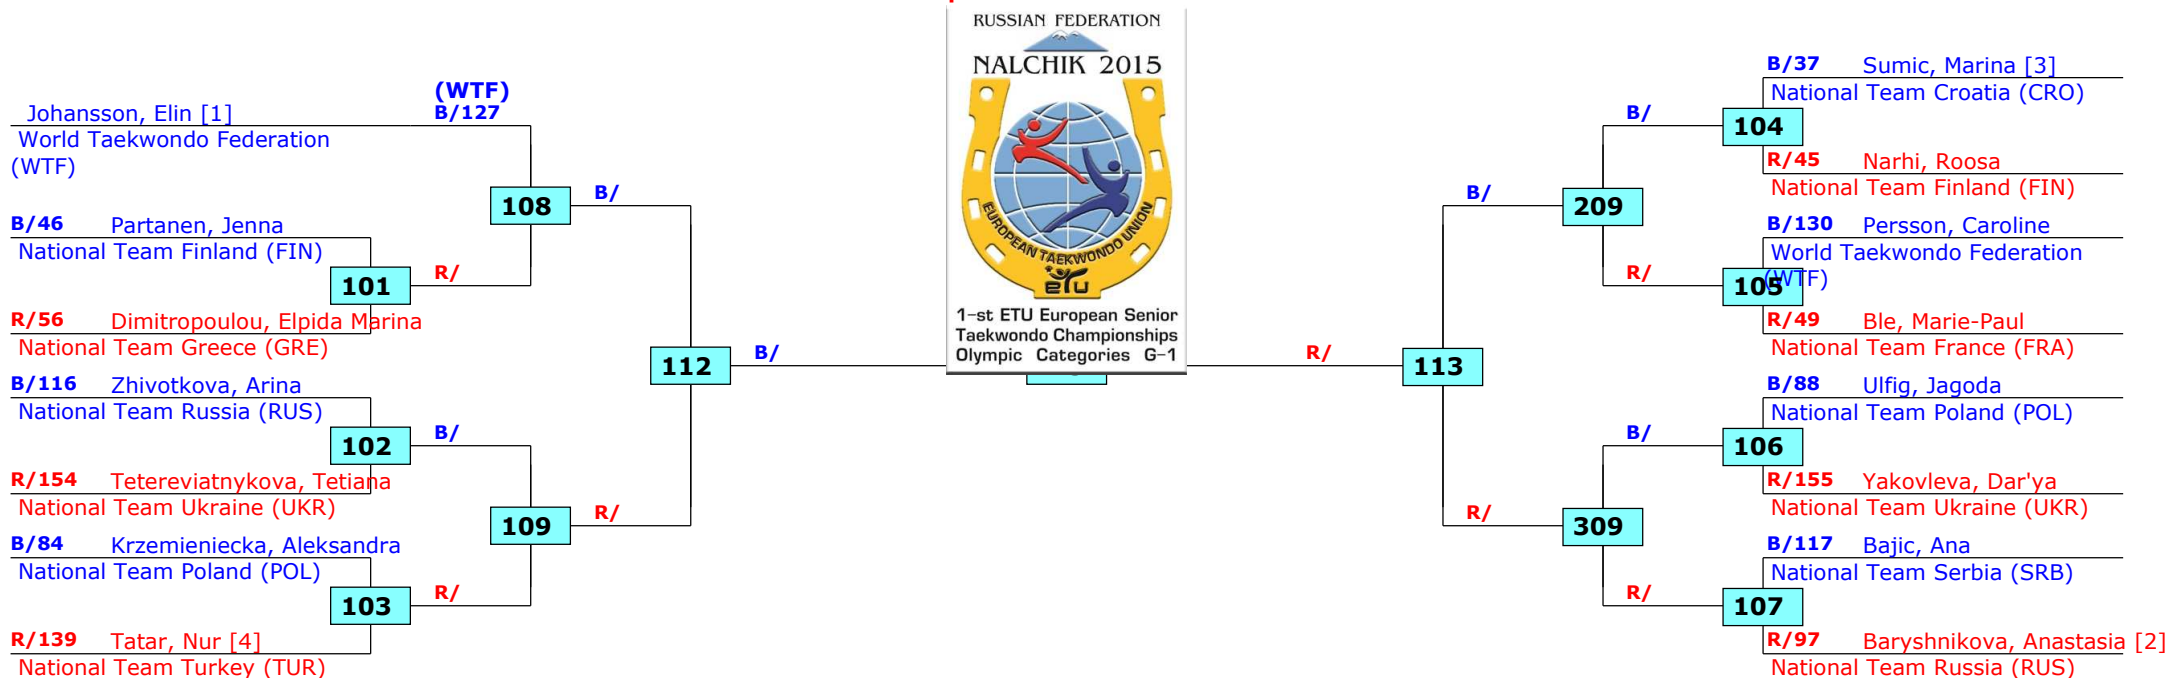 RUSSIAN FEDERATION
NALCHIK 2015
EUROPEAN TAEKWONDO UNION
etu
1-st ETU European Senior
Taekwondo Championships
Olympic Categories G-1
(WTF)
Johansson, Elin [1] B/127
World Taekwondo Federation
(WTF)
108 B/
B/46 Partanen, Jenna
National Team Finland (FIN)
101 R/
R/56 Dimitropoulou, Elpida Marina
National Team Greece (GRE)
112 B/
B/116 Zhivotkova, Arina
National Team Russia (RUS)
102 B/
R/154 Tetereviatnykova, Tetiana
National Team Ukraine (UKR)
109 R/
B/84 Krzemieniecka, Aleksandra
National Team Poland (POL)
103 R/
R/139 Tatar, Nur [4]
National Team Turkey (TUR)
B/37 Sumic, Marina [3]
National Team Croatia (CRO)
B/ 104
R/45 Narhi, Roosa
National Team Finland (FIN)
B/ 209
B/130 Persson, Caroline
World Taekwondo Federation
(WTF)
R/ 105
R/49 Ble, Marie-Paul
National Team France (FRA)
R/ 113
B/88 Ulfig, Jagoda
National Team Poland (POL)
B/ 106
R/155 Yakovleva, Dar'ya
National Team Ukraine (UKR)
R/ 309
B/117 Bajic, Ana
National Team Serbia (SRB)
R/ 107
R/97 Baryshnikova, Anastasia [2]
National Team Russia (RUS)